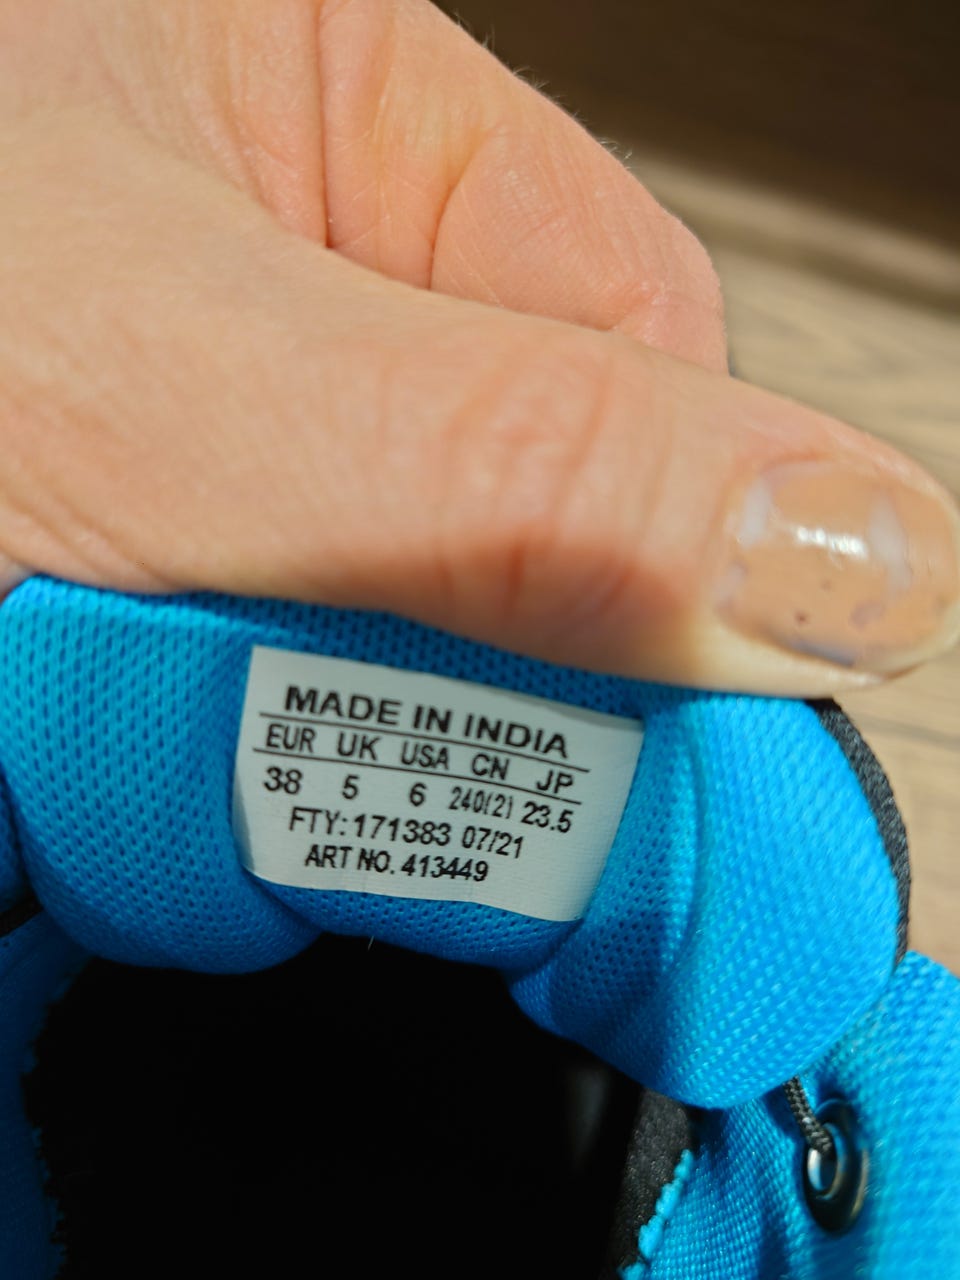 MADE IN INDIA
EUR UK USA CN JP
38 5 6 240(2) 23.5
FTY: 171383 07/21
ART NO. 413449